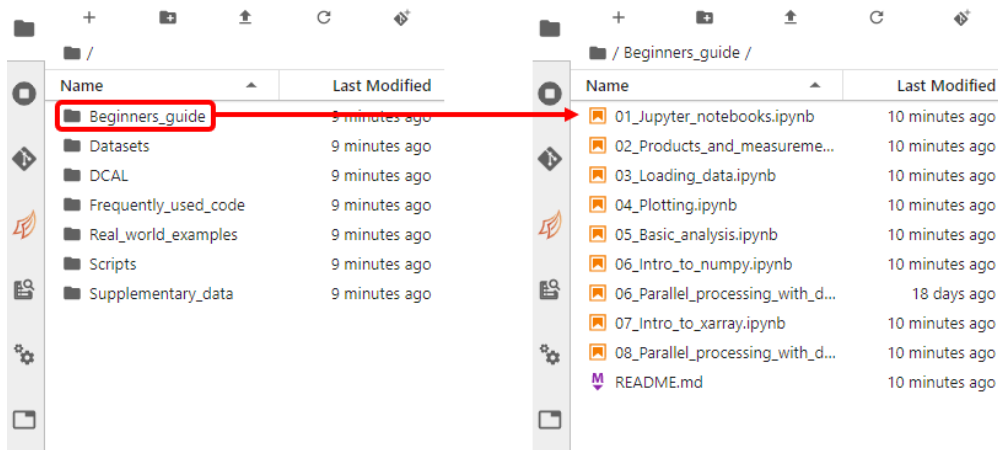 /
Name Last Modified
Beginners_guide 9 minutes ago
Datasets 9 minutes ago
DCAL 9 minutes ago
Frequently_used_code 9 minutes ago
Real_world_examples 9 minutes ago
Scripts 9 minutes ago
Supplementary_data 9 minutes ago
/ Beginners_guide /
Name Last Modified
01_Jupyter_notebooks.ipynb 10 minutes ago
02_Products_and_measureme... 10 minutes ago
03_Loading_data.ipynb 10 minutes ago
04_Plotting.ipynb 10 minutes ago
05_Basic_analysis.ipynb 10 minutes ago
06_Intro_to_numpy.ipynb 10 minutes ago
06_Parallel_processing_with_d... 18 days ago
07_Intro_to_xarray.ipynb 10 minutes ago
08_Parallel_processing_with_d... 10 minutes ago
README.md 10 minutes ago